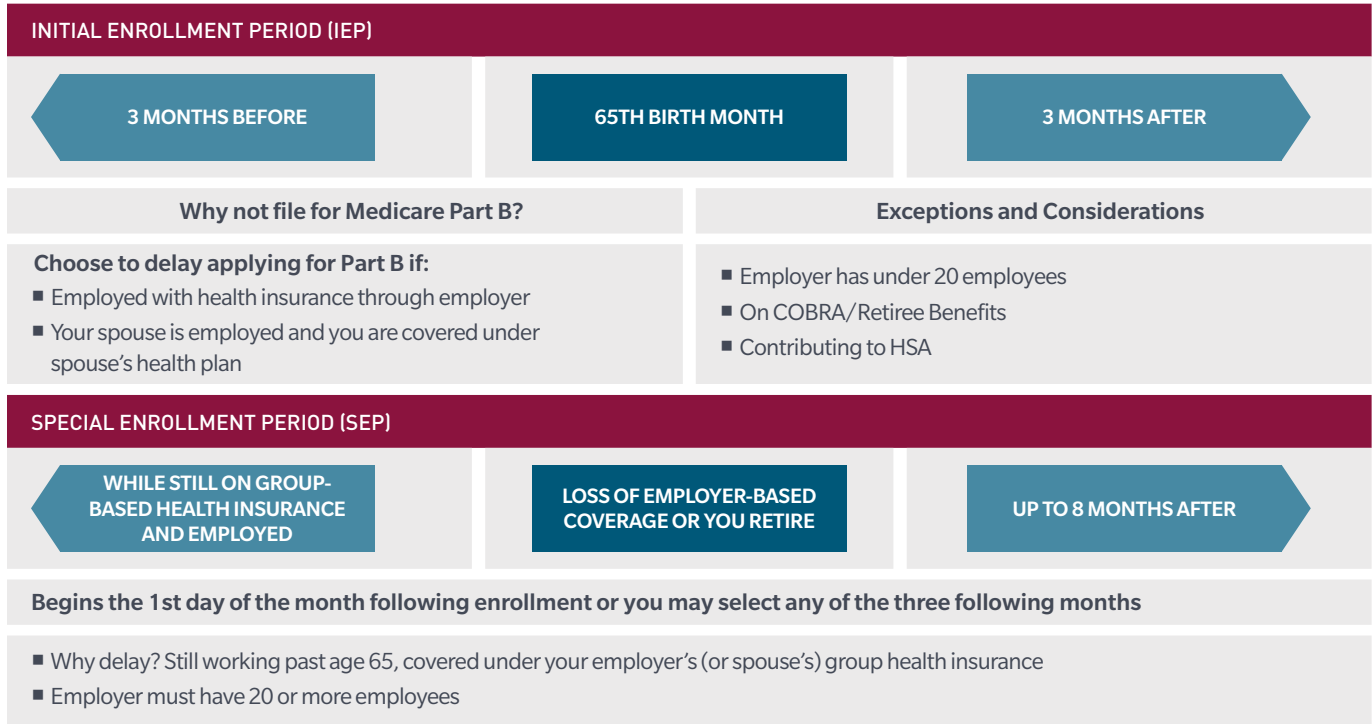 INITIAL ENROLLMENT PERIOD (IEP)
3 MONTHS BEFORE
65TH BIRTH MONTH
3 MONTHS AFTER
Why not file for Medicare Part B?
Exceptions and Considerations
Choose to delay applying for Part B if:
■ Employed with health insurance through employer
■ Your spouse is employed and you are covered under
spouse’s health plan
■ Employer has under 20 employees
■ On COBRA/Retiree Benefits
■ Contributing to HSA
SPECIAL ENROLLMENT PERIOD (SEP)
WHILE STILL ON GROUP-
BASED HEALTH INSURANCE
AND EMPLOYED
LOSS OF EMPLOYER-BASED
COVERAGE OR YOU RETIRE
UP TO 8 MONTHS AFTER
Begins the 1st day of the month following enrollment or you may select any of the three following months
■ Why delay? Still working past age 65, covered under your employer’s (or spouse’s) group health insurance
■ Employer must have 20 or more employees